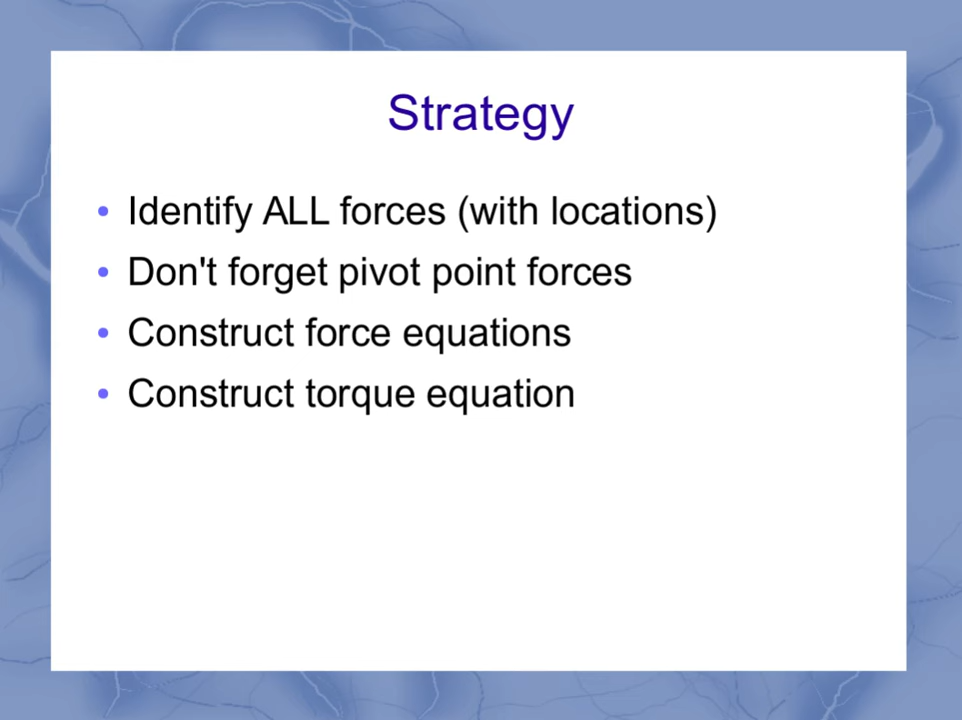 Strategy
• Identify ALL forces (with locations)
• Don't forget pivot point forces
• Construct force equations
• Construct torque equation